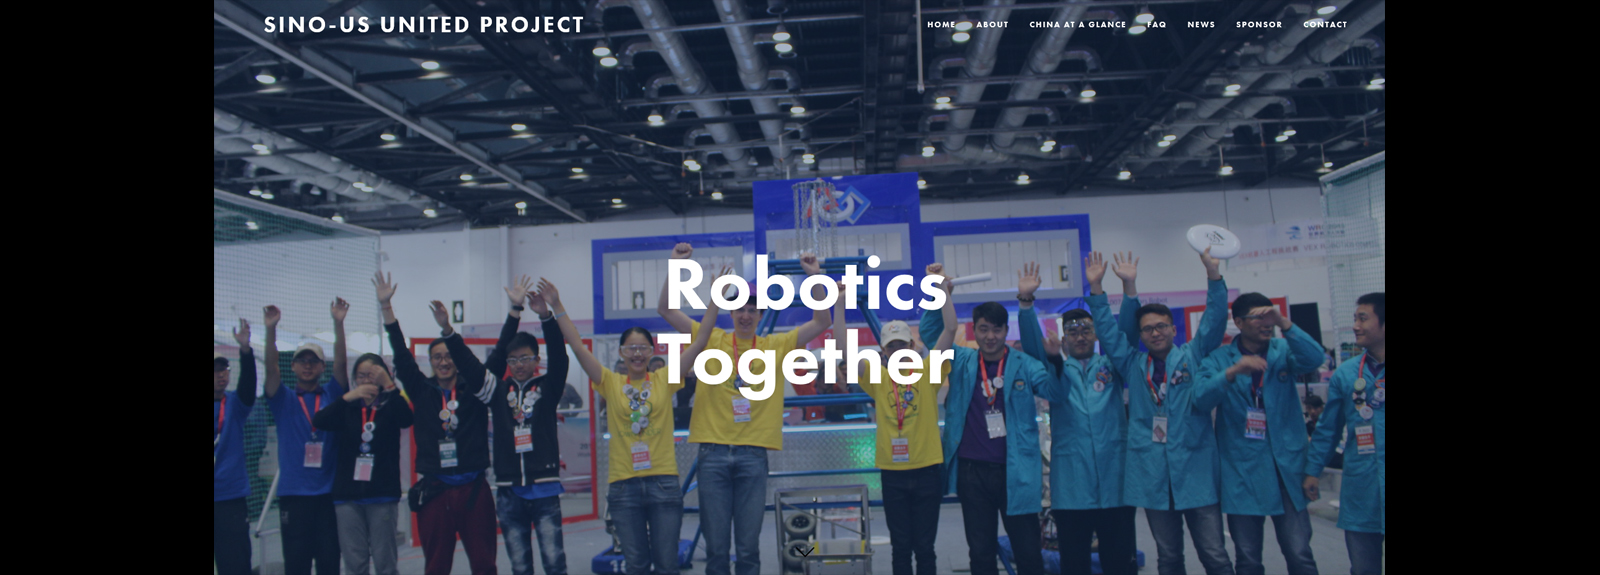 SINO-US UNITED PROJECT
HOME ABOUT CHINA AT A GLANCE FAQ NEWS SPONSOR CONTACT
Robotics
Together